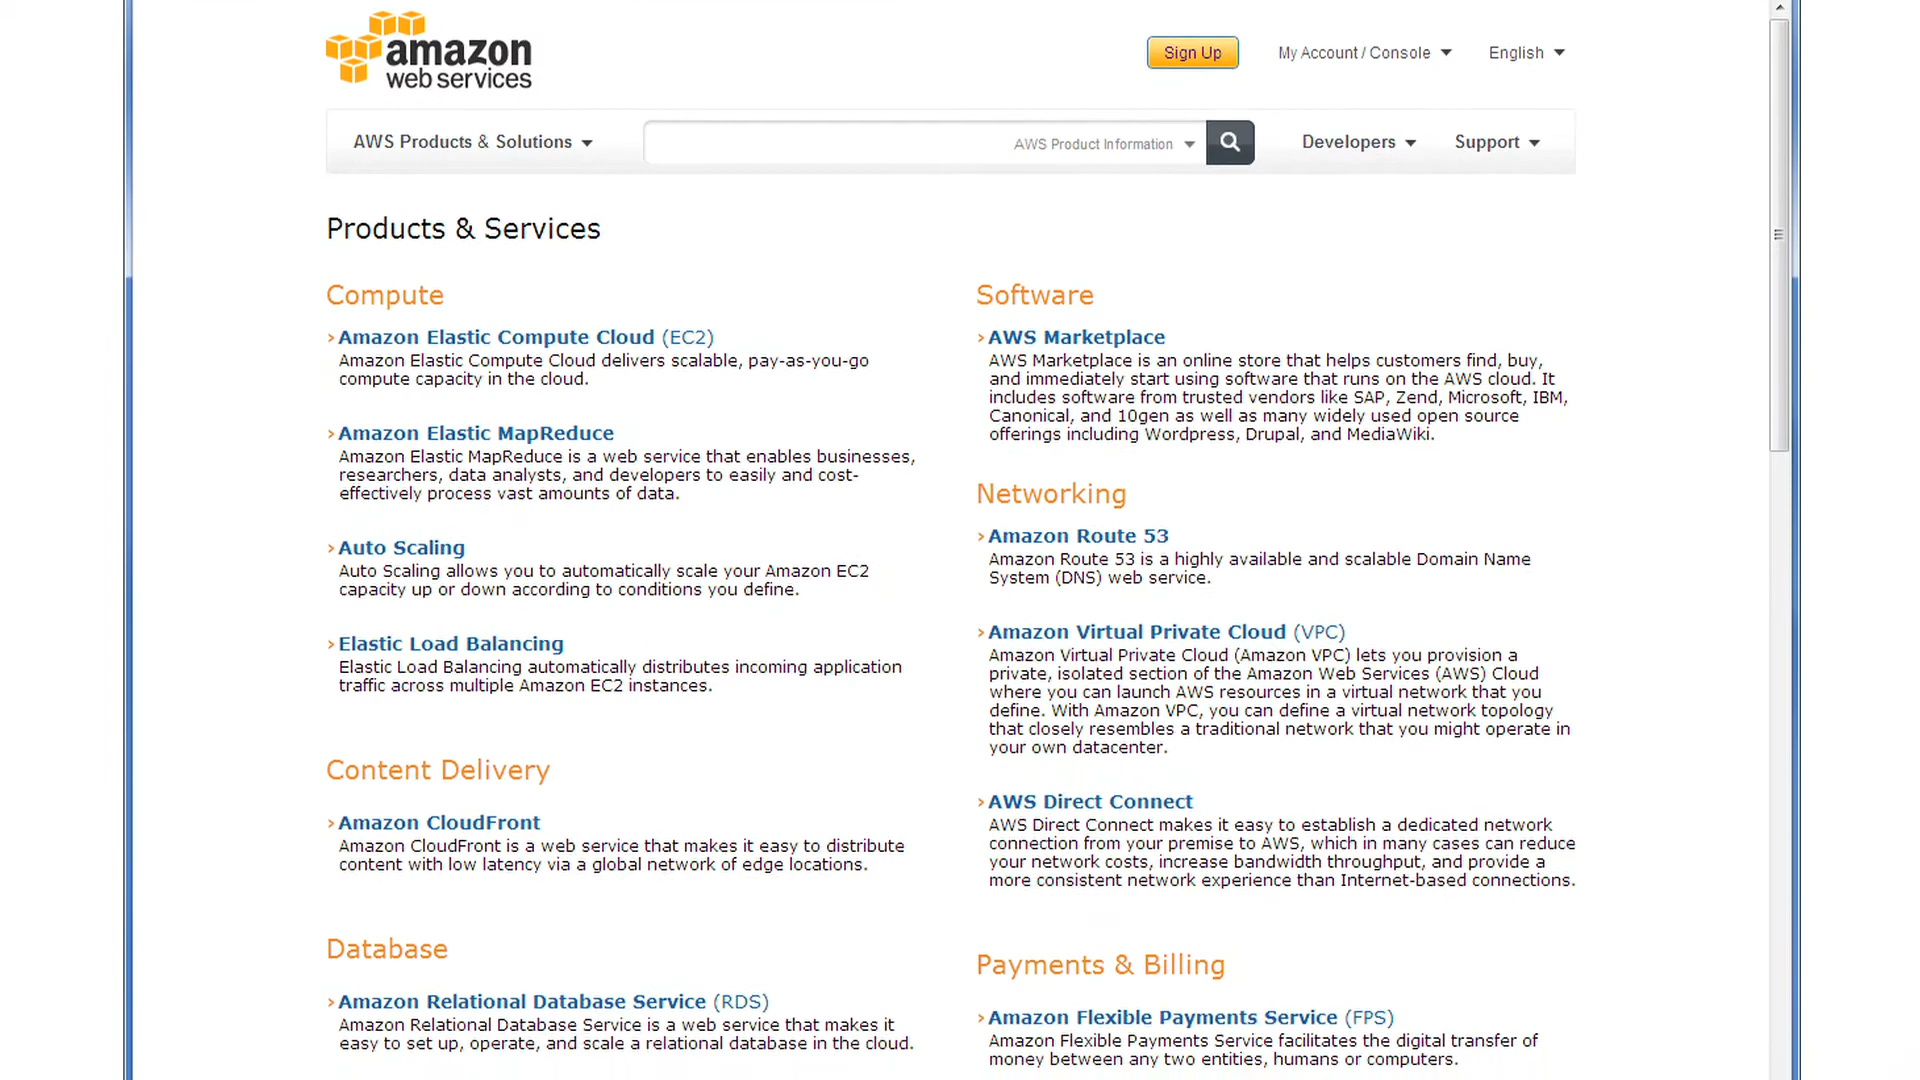 amazon
web services
Sign Up
My Account / Console
English
AWS Products & Solutions
AWS Product Information
Developers
Support
Products & Services
Compute
Amazon Elastic Compute Cloud (EC2)
Amazon Elastic Compute Cloud delivers scalable, pay-as-you-go
compute capacity in the cloud.
Amazon Elastic MapReduce
Amazon Elastic MapReduce is a web service that enables businesses,
researchers, data analysts, and developers to easily and cost-
effectively process vast amounts of data.
Auto Scaling
Auto Scaling allows you to automatically scale your Amazon EC2
capacity up or down according to conditions you define.
Elastic Load Balancing
Elastic Load Balancing automatically distributes incoming application
traffic across multiple Amazon EC2 instances.
Content Delivery
Amazon CloudFront
Amazon CloudFront is a web service that makes it easy to distribute
content with low latency via a global network of edge locations.
Database
Amazon Relational Database Service (RDS)
Amazon Relational Database Service is a web service that makes it
easy to set up, operate, and scale a relational database in the cloud.
Software
AWS Marketplace
AWS Marketplace is an online store that helps customers find, buy,
and immediately start using software that runs on the AWS cloud. It
includes software from trusted vendors like SAP, Zend, Microsoft, IBM,
Canonical, and 10gen as well as many widely used open source
offerings including Wordpress, Drupal, and MediaWiki.
Networking
Amazon Route 53
Amazon Route 53 is a highly available and scalable Domain Name
System (DNS) web service.
Amazon Virtual Private Cloud (VPC)
Amazon Virtual Private Cloud (Amazon VPC) lets you provision a
private, isolated section of the Amazon Web Services (AWS) Cloud
where you can launch AWS resources in a virtual network that you
define. With Amazon VPC, you can define a virtual network topology
that closely resembles a traditional network that you might operate in
your own datacenter.
AWS Direct Connect
AWS Direct Connect makes it easy to establish a dedicated network
connection from your premise to AWS, which in many cases can reduce
your network costs, increase bandwidth throughput, and provide a
more consistent network experience than Internet-based connections.
Payments & Billing
Amazon Flexible Payments Service (FPS)
Amazon Flexible Payments Service facilitates the digital transfer of
money between any two entities, humans or computers.